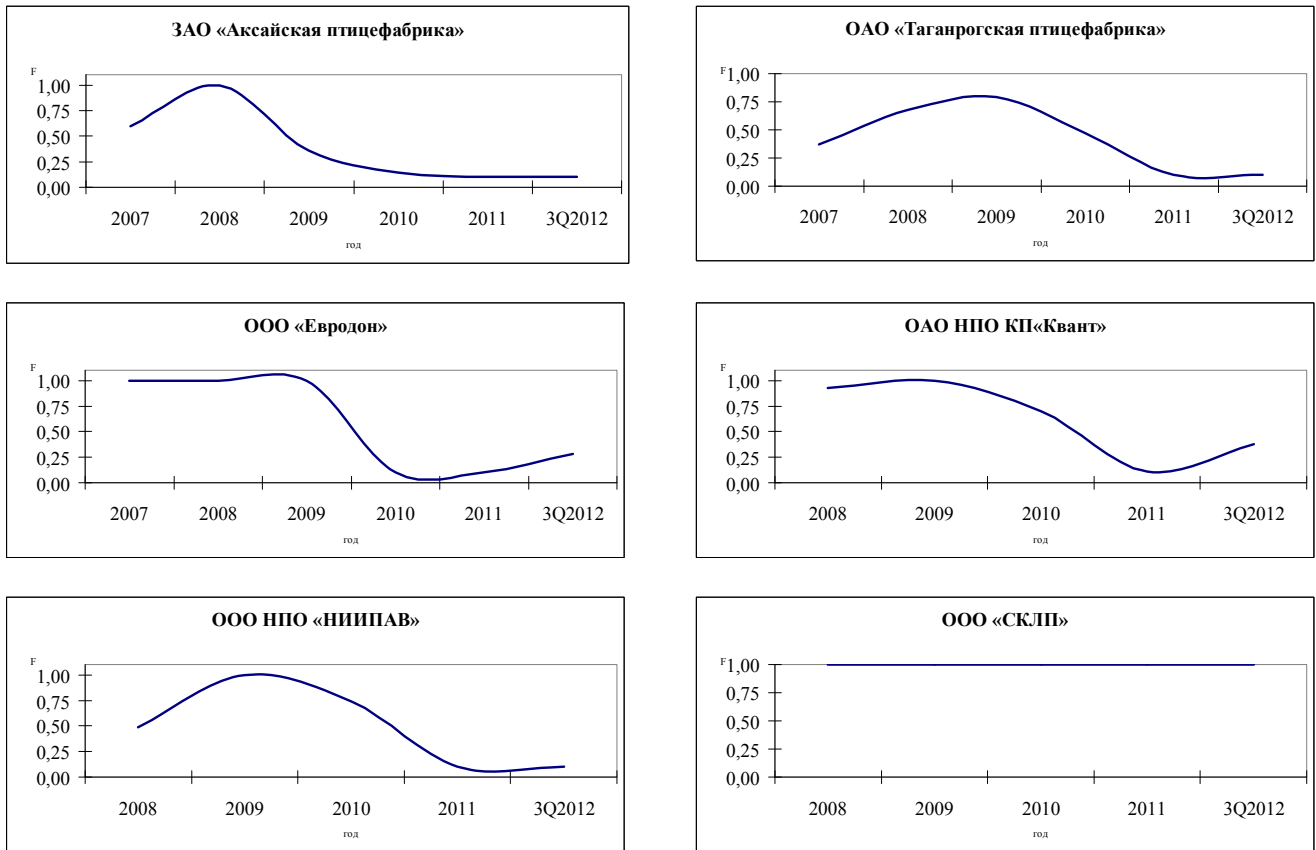 ЗАО «Аксайская птицефабрика»
F
1,00
0,75
0,50
0,25
0,00
2007 2008 2009 2010 2011 3Q2012
год
ОАО «Таганрогская птицефабрика»
F
1,00
0,75
0,50
0,25
0,00
2007 2008 2009 2010 2011 3Q2012
год
ООО «Евродон»
F
1,00
0,75
0,50
0,25
0,00
2007 2008 2009 2010 2011 3Q2012
год
ОАО НПО КП«Квант»
F
1,00
0,75
0,50
0,25
0,00
2008 2009 2010 2011 3Q2012
год
ООО НПО «НИИПАВ»
F
1,00
0,75
0,50
0,25
0,00
2008 2009 2010 2011 3Q2012
год
ООО «СКЛП»
F
1,00
0,75
0,50
0,25
0,00
2008 2009 2010 2011 3Q2012
год